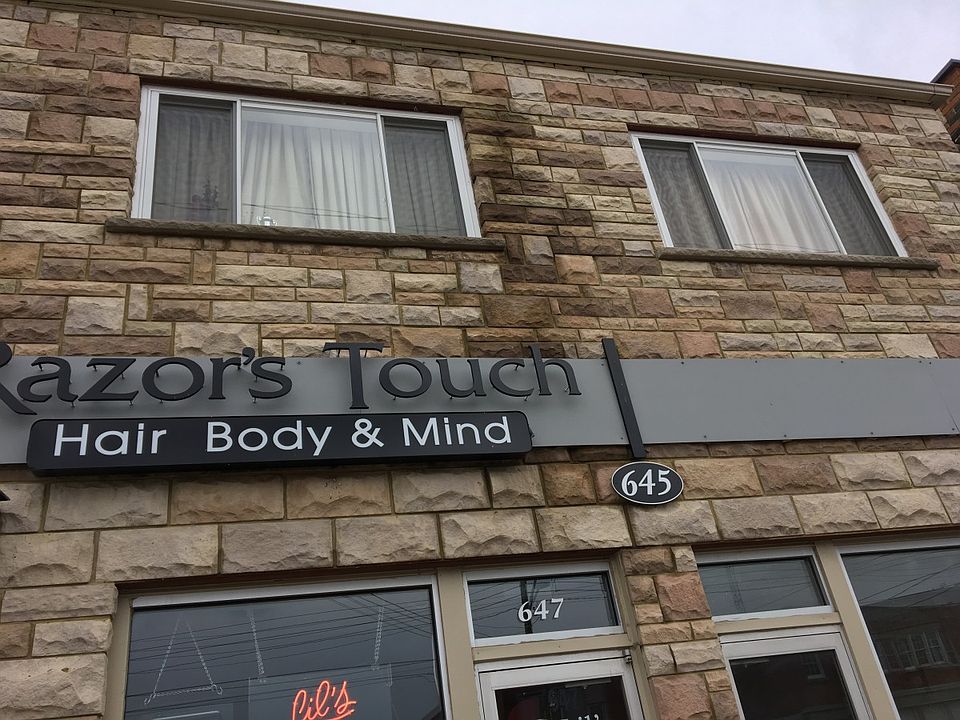 Razor's Touch
Hair Body & Mind
645
647
Lil's